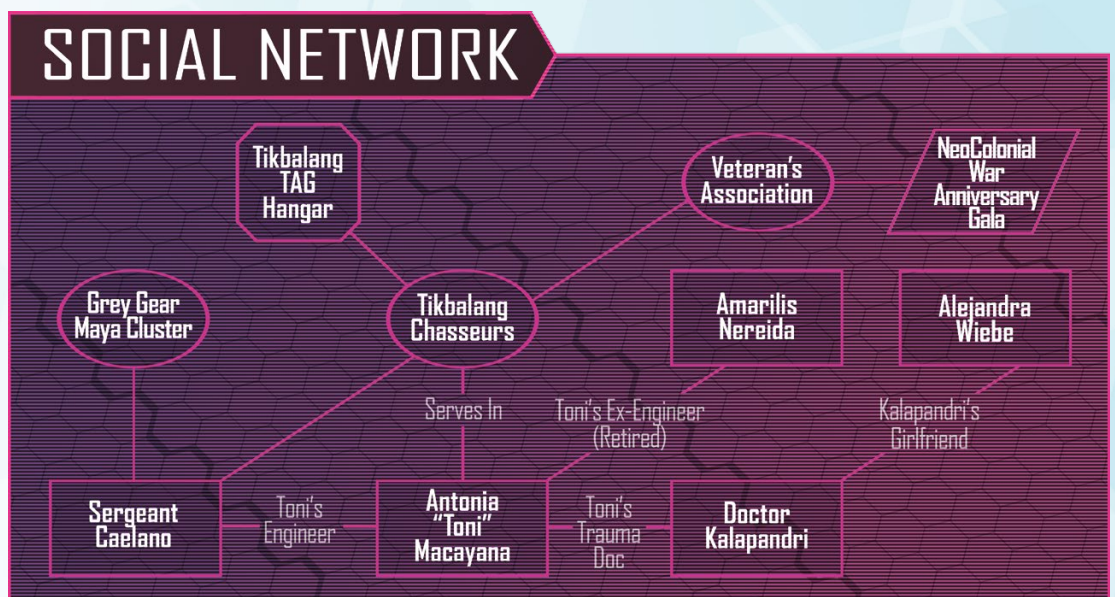 SOCIAL NETWORK
Tikbalang
TAG
Hangar
Veteran's
Association
NeoColonial
War
Anniversary
Gala
Grey Gear
Maya Cluster
Tikbalang
Chasseurs
Amarilis
Nereida
Alejandra
Wiebe
Serves In
Toni's Ex-Engineer
(Retired)
Kalapandri's
Girlfriend
Sergeant
Caelano
Toni's
Engineer
Antonia
"Toni"
Macayana
Toni's
Trauma
Doc
Doctor
Kalapandri